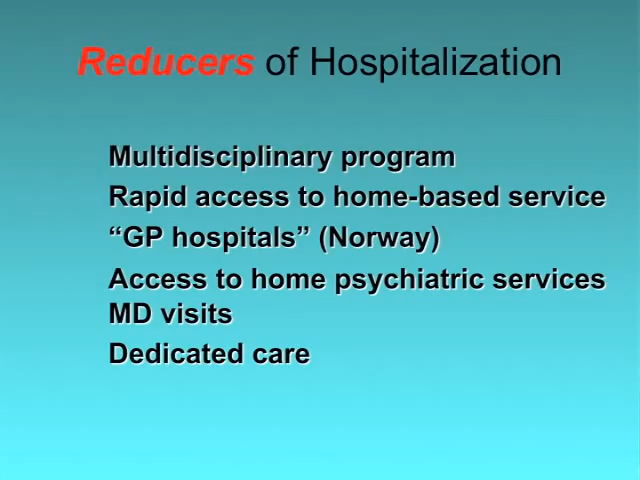 Reducers of Hospitalization
Multidisciplinary program
Rapid access to home-based service
“GP hospitals” (Norway)
Access to home psychiatric services
MD visits
Dedicated care